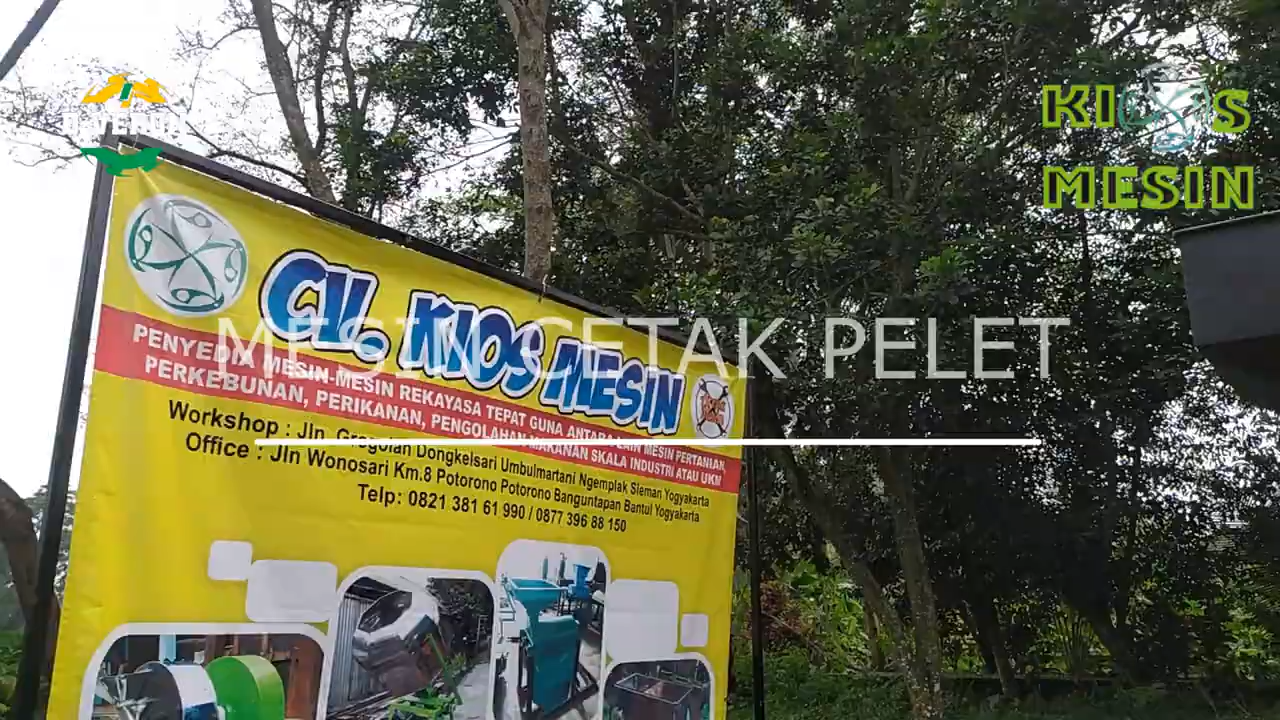 KIOS
MESIN
CV. KIOS MESIN
MESIN CETAK PELET
PENYEDIA MESIN-MESIN REKAYASA TEPAT GUNA ANTARA LAIN MESIN PERTANIAN,
PERKEBUNAN, PERIKANAN, PENGOLAHAN MAKANAN SKALA INDUSTRI ATAU UKM
Workshop : Jln. Grogolan Dongkelsari Umbulmartani Ngemplak Sleman Yogyakarta
Office : Jln Wonosari Km.8 Potorono Potorono Banguntapan Bantul Yogyakarta
Telp: 0821 381 61 990 / 0877 396 88 150